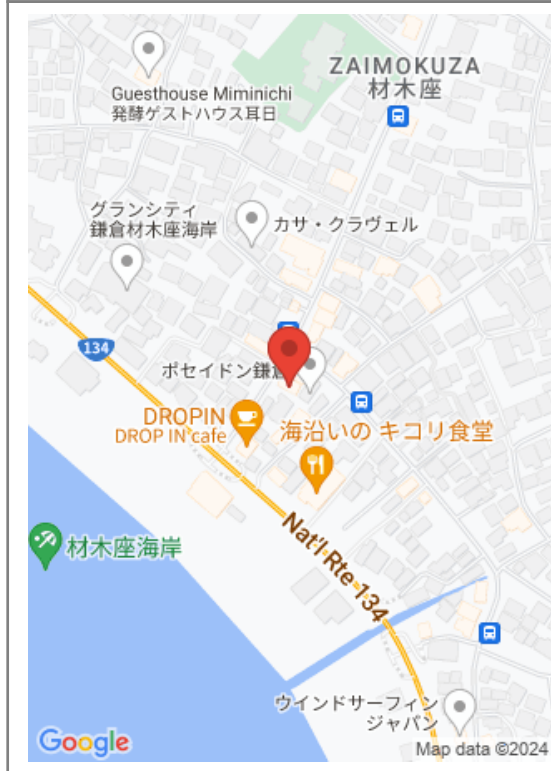 ZAIMOKUZA
材木座
Guesthouse Miminichi
発酵ゲストハウス耳日
グランシティ
鎌倉材木座海岸
カサ・クラヴェル
134
ポセイドン鎌倉
DROPIN
DROP IN cafe
海沿いの キコリ食堂
Nat'l Rte 134
材木座海岸
ウインドサーフィン
ジャパン
Google
Map data ©2024